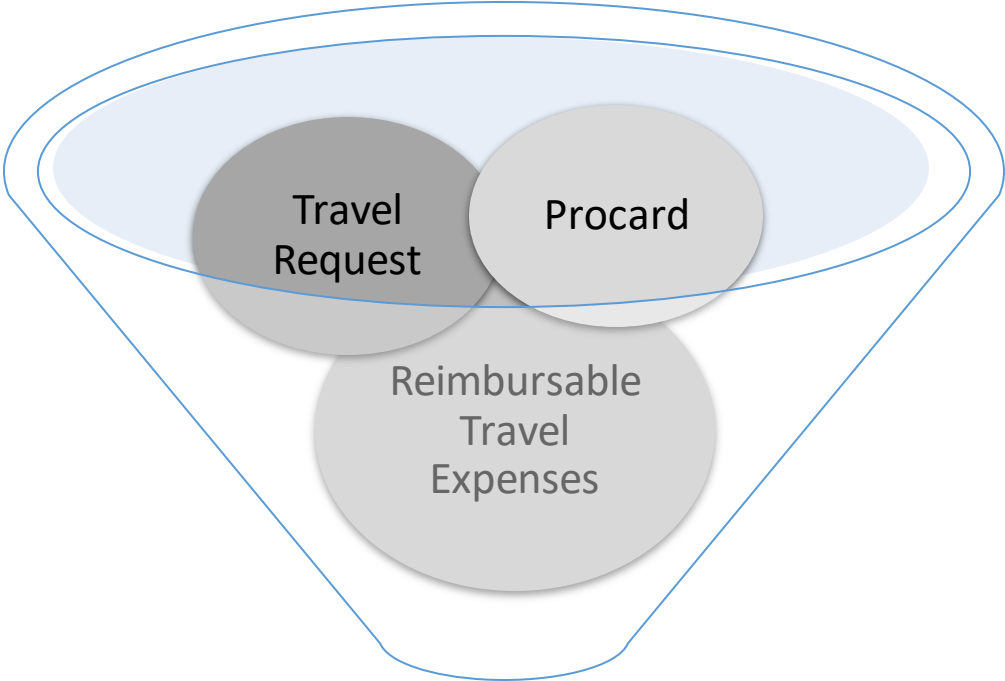 Travel
Request
Procard
Reimbursable
Travel
Expenses